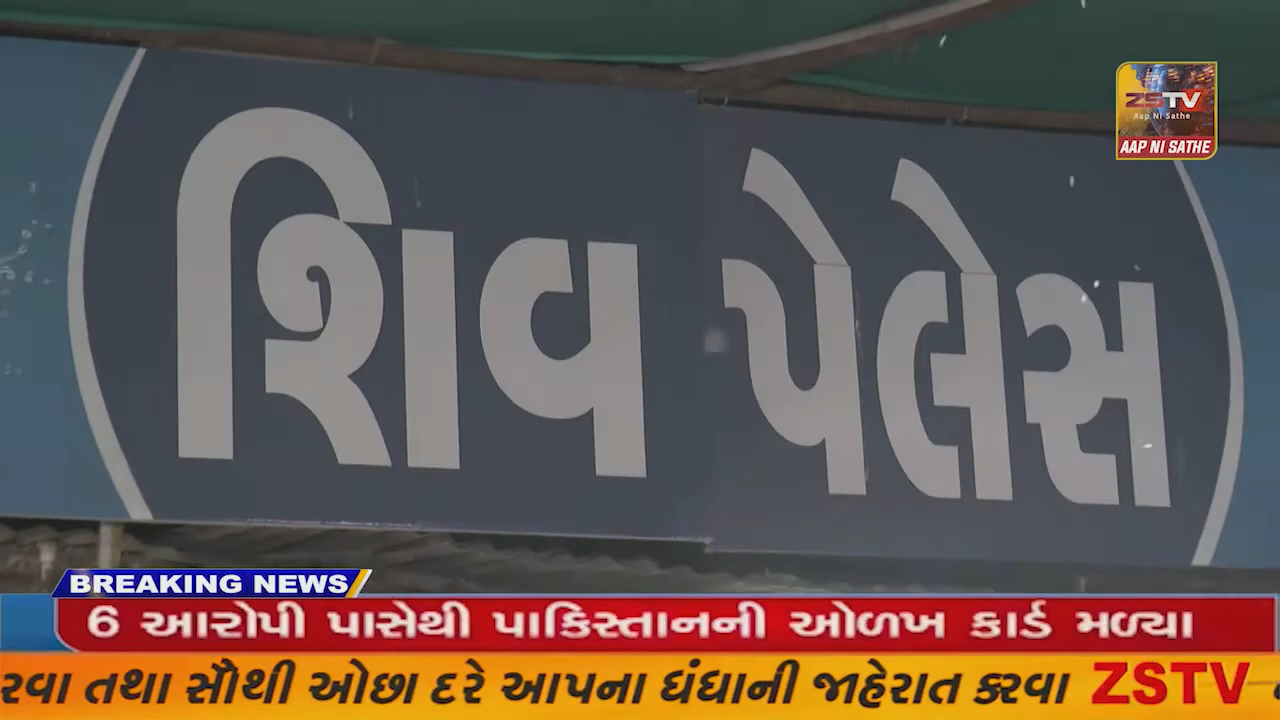 ZSTV
Aap Ni Sathe
AAP NI SATHE
શિવ પેલેસ
BREAKING NEWS
6 આરોપી પાસેથી પાકિસ્તાનની ઓળખ કાર્ડ મળ્યા
રવા તથા સૌથી ઓછા દરે આપના ધંધાની જાહેરાત કરવા ZSTV